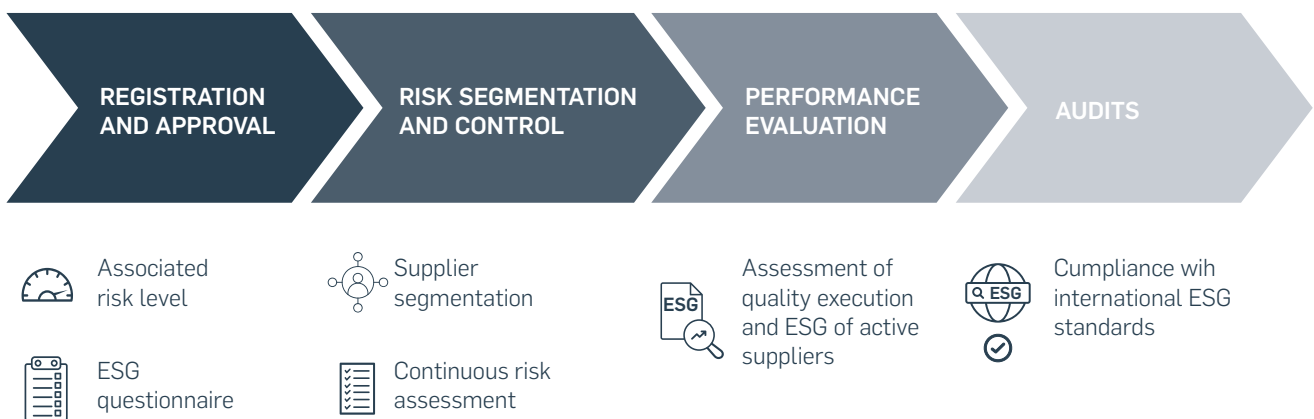 REGISTRATION
AND APPROVAL
RISK SEGMENTATION
AND CONTROL
PERFORMANCE
EVALUATION
AUDITS
Associated
risk level
ESG
questionnaire
Supplier
segmentation
Continuous risk
assessment
ESG
Assessment of
quality execution
and ESG of active
suppliers
ESG
Cumpliance wih
international ESG
standards